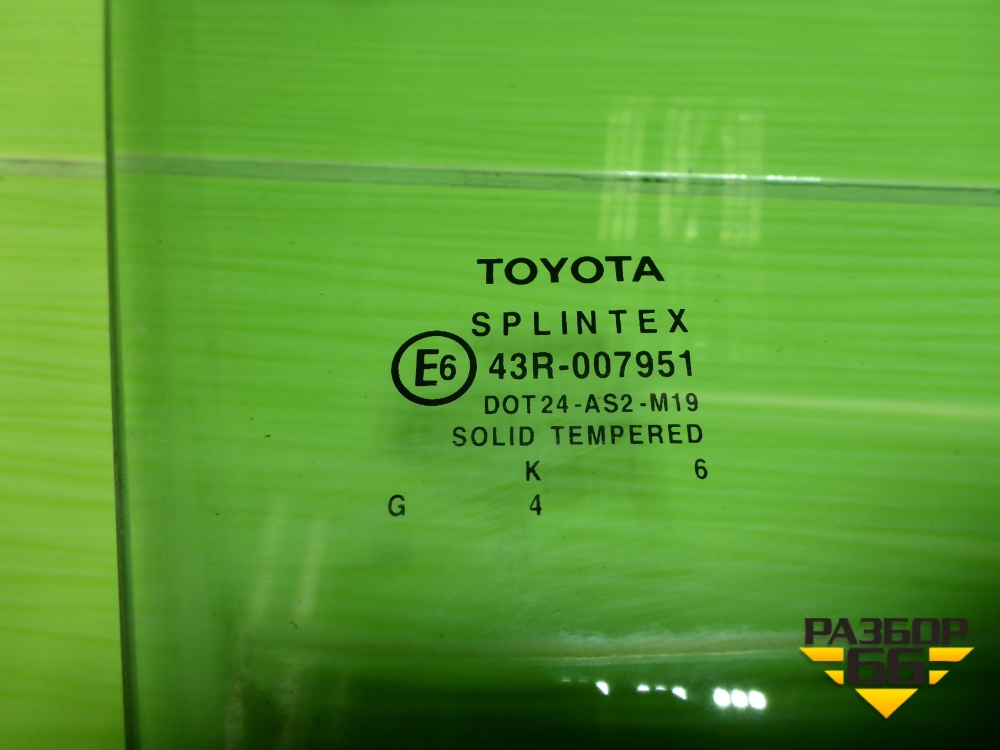 TOYOTA
SPLINTEX
E6 43R-007951
DOT24-AS2-M19
SOLID TEMPERED
K 6
G 4
РАЗБОР
66